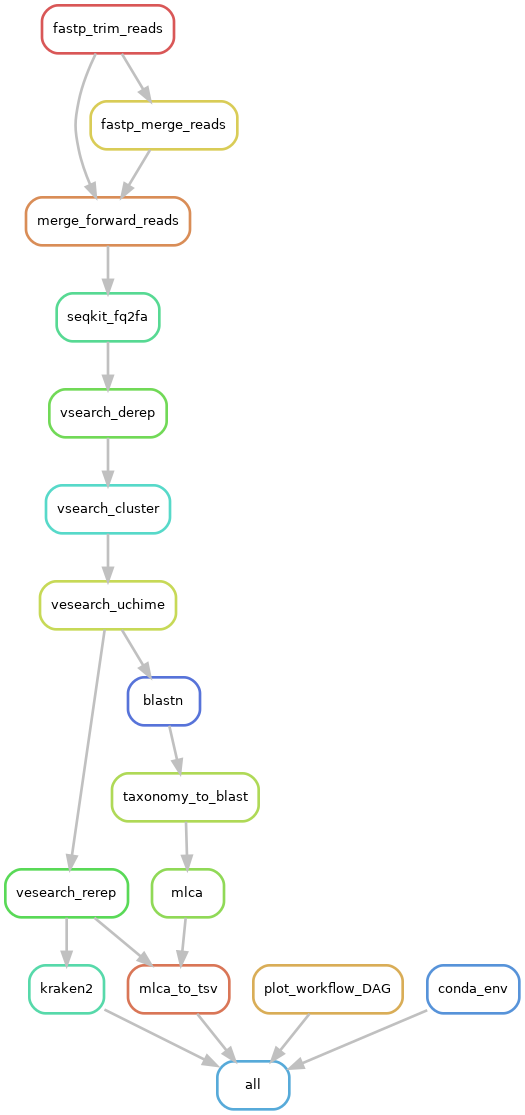 fastp_trim_reads
fastp_merge_reads
merge_forward_reads
seqkit_fq2fa
vsearch_derep
vsearch_cluster
vesearch_uchime
blastn
taxonomy_to_blast
vesearch_rerep
mlca
kraken2
mlca_to_tsv
plot_workflow_DAG
conda_env
all